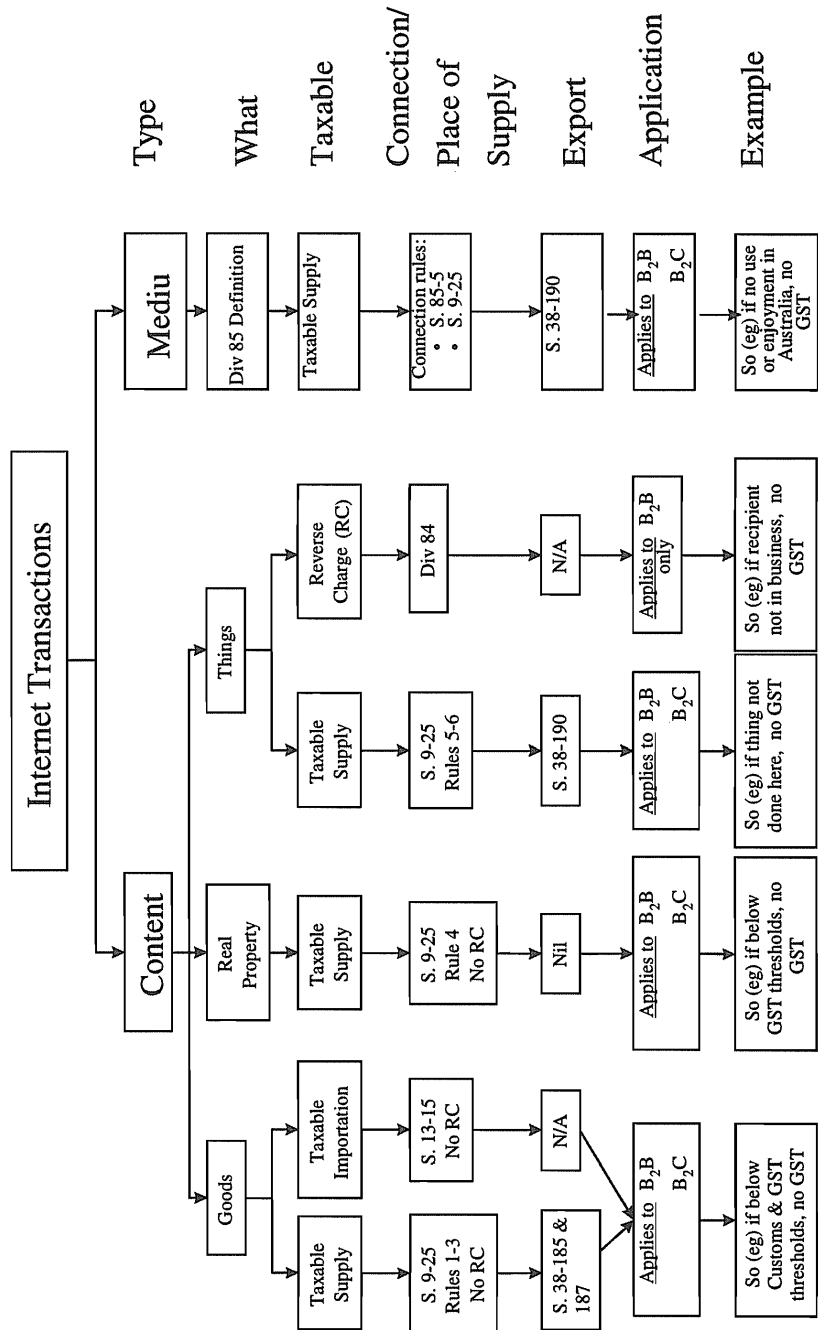 Internet Transactions
Type
Content
Mediu
What
Goods
Real
Property
Things
Div 85 Definition
Taxable
Taxable
Supply
Taxable
Importation
Taxable
Supply
Taxable
Supply
Reverse
Charge (RC)
Taxable Supply
Connection/
Place of
Supply
S. 9-25
Rules 1-3
No RC
S. 13-15
No RC
S. 9-25
Rule 4
No RC
S. 9-25
Rules 5-6
Div 84
Connection rules:
• S. 85-5
• S. 9-25
Export
S. 38-185 &
187
N/A
Nil
S. 38-190
N/A
S. 38-190
Application
Applies to B2B
B2C
Applies to B2B
B2C
Applies to B2B
B2C
Applies to B2B
only
Applies to B2B
B2C
Example
So (eg) if below
Customs & GST
thresholds, no GST
So (eg) if below
GST thresholds, no
GST
So (eg) if thing not
done here, no GST
So (eg) if recipient
not in business, no
GST
So (eg) if no use
or enjoyment in
Australia, no
GST